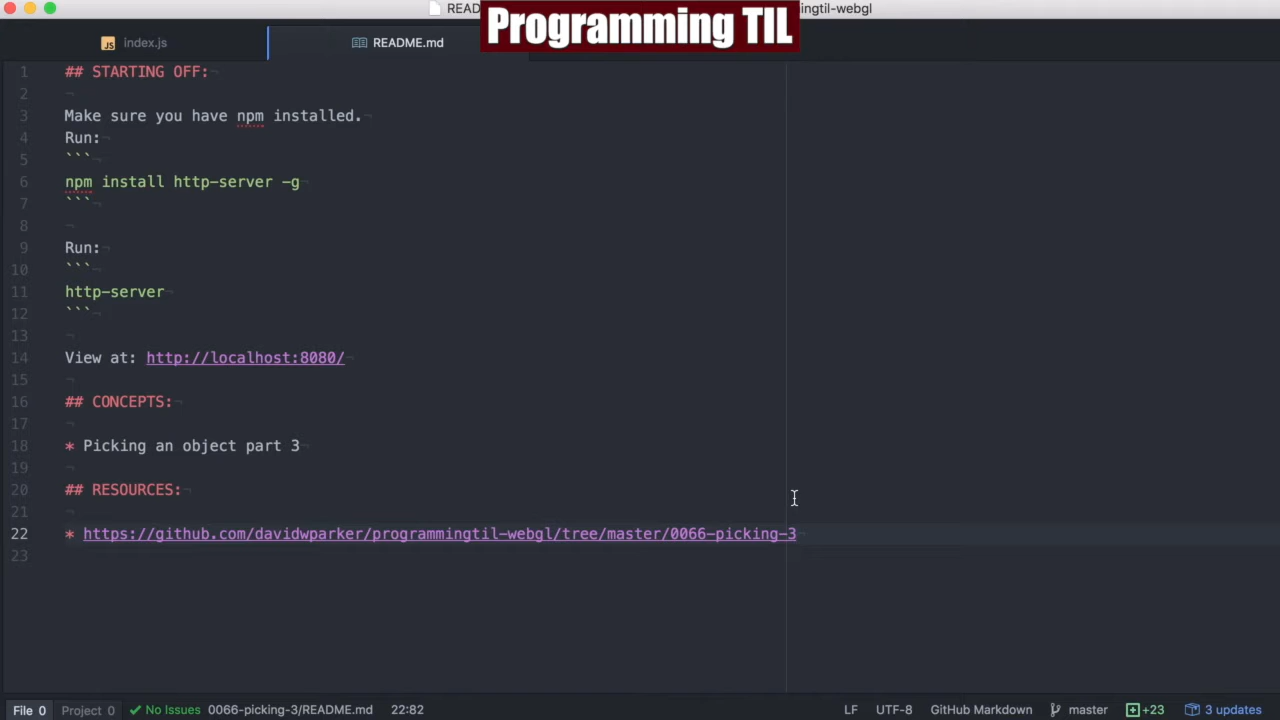 READ
Programming TIL
ingtil-webgl
index.js
README.md
1 ## STARTING OFF:
2
3 Make sure you have npm installed.
4 Run:
5 ```
6 npm install http-server -g
7 ```
8
9 Run:
10 ```
11 http-server
12 ```
13
14 View at: http://localhost:8080/
15
16 ## CONCEPTS:
17
18 * Picking an object part 3
19
20 ## RESOURCES:
21
22 * https://github.com/davidwparker/programmingtil-webgl/tree/master/0066-picking-3
23
File 0 Project 0 No Issues 0066-picking-3/README.md 22:82 LF UTF-8 GitHub Markdown master +23 3 updates